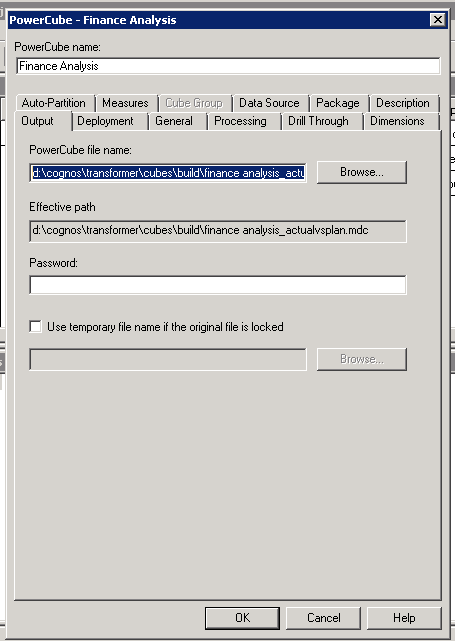 PowerCube - Finance Analysis
PowerCube name:
Finance Analysis
Auto-Partition Measures Cube Group Data Source Package Description
Output Deployment General Processing Drill Through Dimensions
PowerCube file name:
d:\cognos\transformer\cubes\build\finance analysis_actu
Browse...
Effective path
d:\cognos\transformer\cubes\build\finance analysis_actualvsplan.mdc
Password:
Use temporary file name if the original file is locked
Browse...
OK Cancel Help